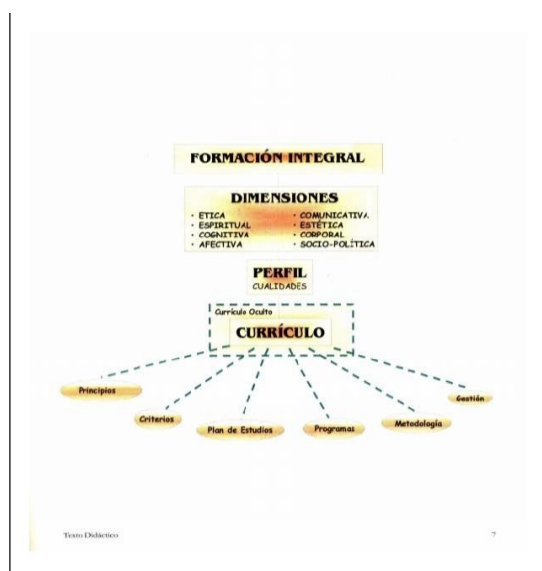 FORMACIÓN INTEGRAL
DIMENSIONES
· ETICA
· ESPIRITUAL
· COGNITIVA
· AFECTIVA
· COMUNICATIVA
· ESTÉTICA
· CORPORAL
· SOCIO-POLÍTICA
PERFIL
CUALIDADES
Currículo Oculto
CURRÍCULO
Principios
Criterios
Plan de Estudios
Programas
Metodología
Gestión
Texto Didáctico
7